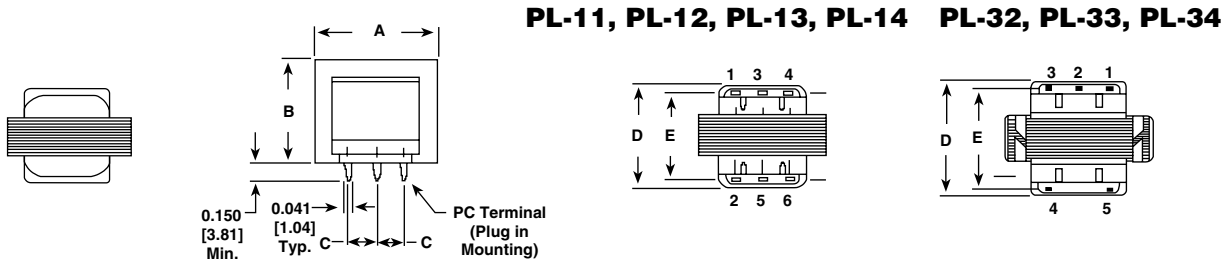 PL-11, PL-12, PL-13, PL-14 PL-32, PL-33, PL-34
A
B
0.150
[3.81]
Min.
0.041
[1.04]
Typ.
C
C
PC Terminal
(Plug in
Mounting)
1 3 4
D
E
2 5 6
3 2 1
D
E
4 5